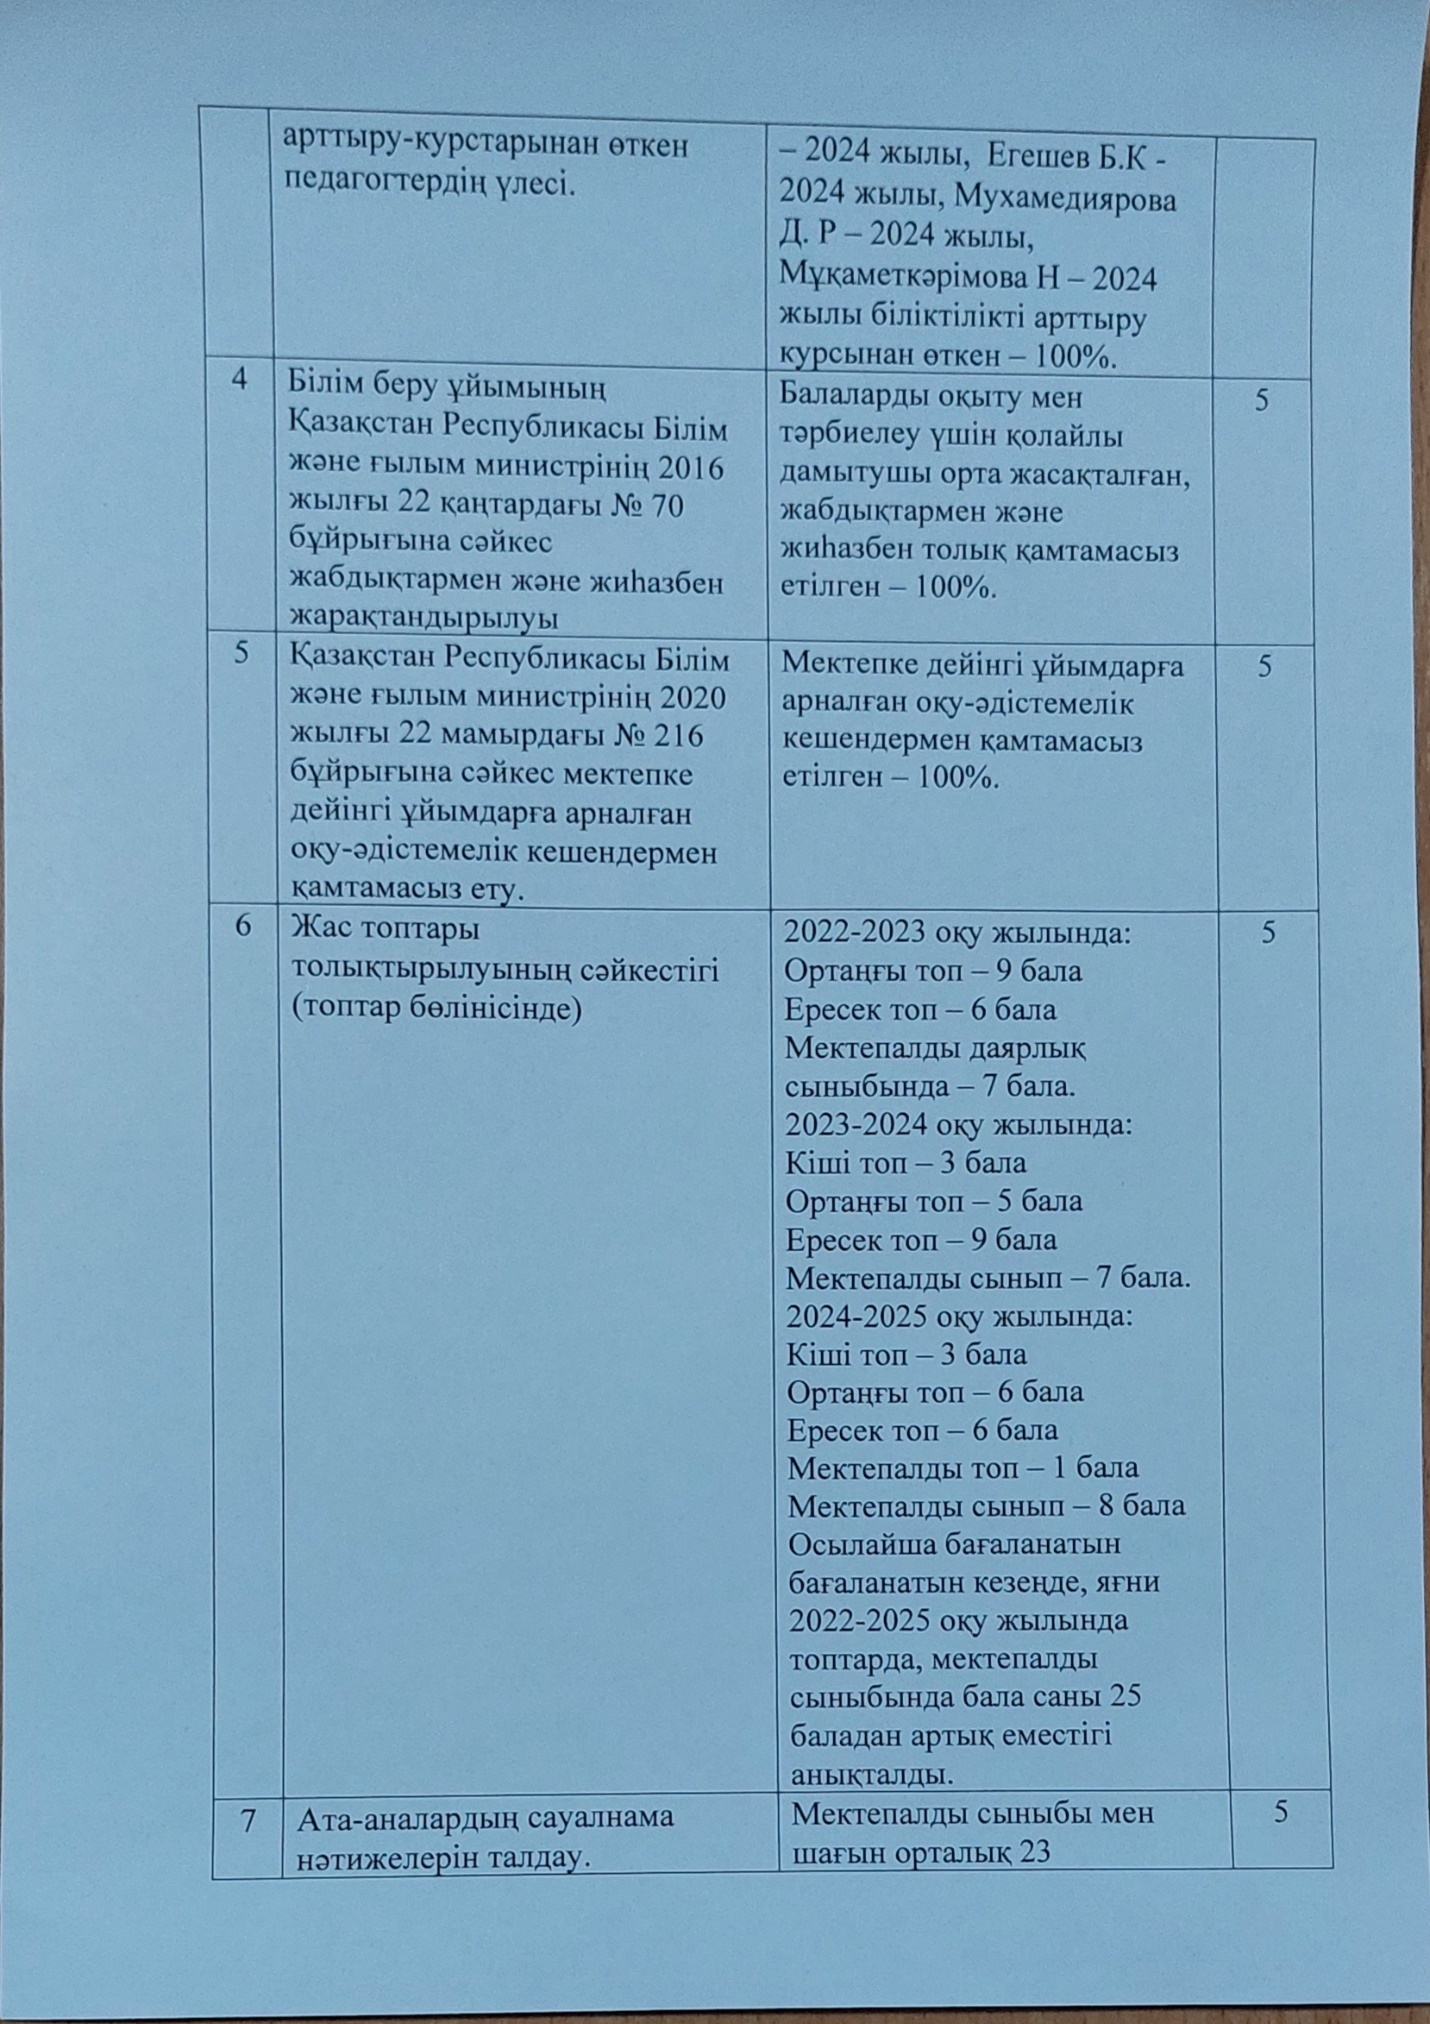 арттыру-курстарынан өткен
педагогтердің үлесі.
– 2024 жылы,  Егешев Б.К -
2024 жылы, Мухамедиярова
Д. Р – 2024 жылы,
Мұқаметкәрімова Н – 2024
жылы біліктілікті арттыру
курсынан өткен – 100%.
4
Білім беру ұйымының
Қазақстан Республикасы Білім
және ғылым министрінің 2016
жылғы 22 қаңтардағы № 70
бұйрығына сәйкес
жабдықтармен және жиһазбен
жарақтандырылуы
Балаларды оқыту мен
тәрбиелеу үшін қолайлы
дамытушы орта жасақталған,
жабдықтармен және
жиһазбен толық қамтамасыз
етілген – 100%.
5
5
Қазақстан Республикасы Білім
және ғылым министрінің 2020
жылғы 22 мамырдағы № 216
бұйрығына сәйкес мектепке
дейінгі ұйымдарға арналған
оқу-әдістемелік кешендермен
қамтамасыз ету.
Мектепке дейінгі ұйымдарға
арналған оқу-әдістемелік
кешендермен қамтамасыз
етілген – 100%.
5
6
Жас топтары
толықтырылуының сәйкестігі
(топтар бөлінісінде)
2022-2023 оқу жылында:
Ортаңғы топ – 9 бала
Ересек топ – 6 бала
Мектепалды даярлық
сыныбында – 7 бала.
2023-2024 оқу жылында:
Кіші топ – 3 бала
Ортаңғы топ – 5 бала
Ересек топ – 9 бала
Мектепалды сынып – 7 бала.
2024-2025 оқу жылында:
Кіші топ – 3 бала
Ортаңғы топ – 6 бала
Ересек топ – 6 бала
Мектепалды топ – 1 бала
Мектепалды сынып – 8 бала
Осылайша бағаланатын
бағаланатын кезеңде, яғни
2022-2025 оқу жылында
топтарда, мектепалды
сыныбында бала саны 25
баладан артық еместігі
анықталды.
5
7
Ата-аналардың сауалнама
нәтижелерін талдау.
Мектепалды сыныбы мен
шағын орталық 23
5